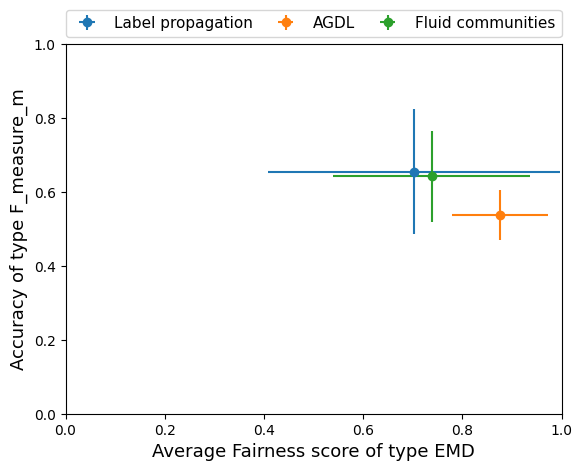 Label propagation AGDL Fluid communities
1.0
0.8
0.6
0.4
0.2
0.0
Accuracy of type F_measure_m
0.0 0.2 0.4 0.6 0.8 1.0
Average Fairness score of type EMD